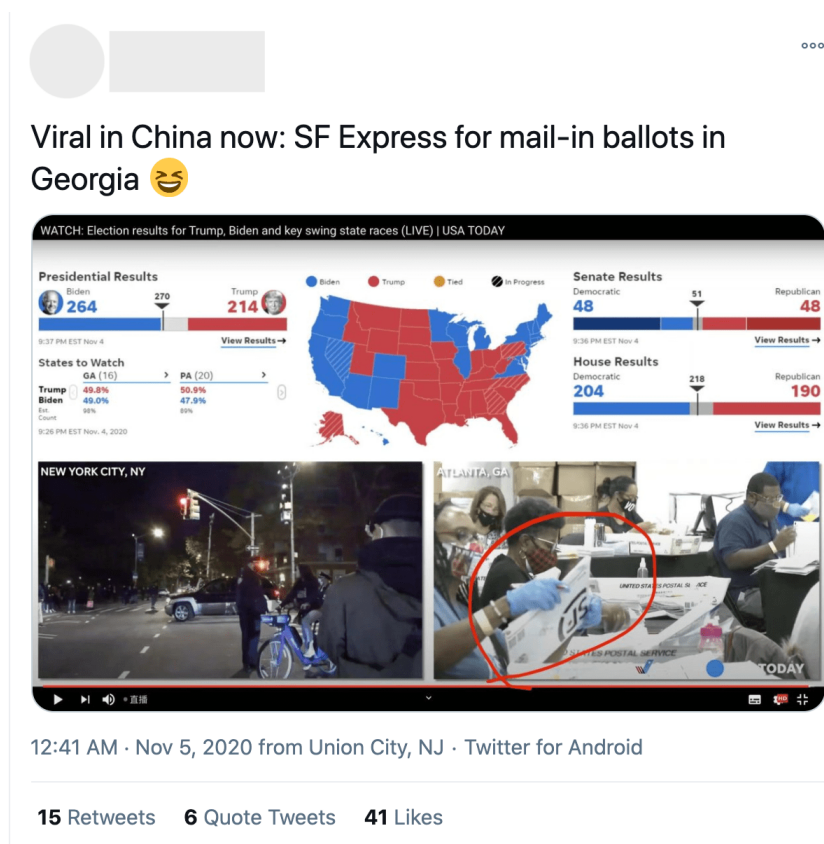 Viral in China now: SF Express for mail-in ballots in
Georgia 😆
WATCH: Election results for Trump, Biden and key swing state races (LIVE) | USA TODAY
Presidential Results
Biden
264
270
Trump
214
9:37 PM EST Nov 4
View Results→
States to Watch
GA (16) > PA (20) >
Trump 49.8% 50.9%
Biden 49.0% 47.9%
Est. Count 98% 89%
9:26 PM EST Nov. 4, 2020
Biden Trump Tied In Progress
Senate Results
Democratic
48
51
Republican
48
9:36 PM EST Nov 4
View Results →
House Results
Democratic
204
218
Republican
190
9:36 PM EST Nov 4
View Results →
NEW YORK CITY, NY
ATLANTA, GA
UNITED STATES POSTAL
POSTAL SERVICE
TODAY
直播
HD
12:41 AM · Nov 5, 2020 from Union City, NJ · Twitter for Android
15 Retweets 6 Quote Tweets 41 Likes